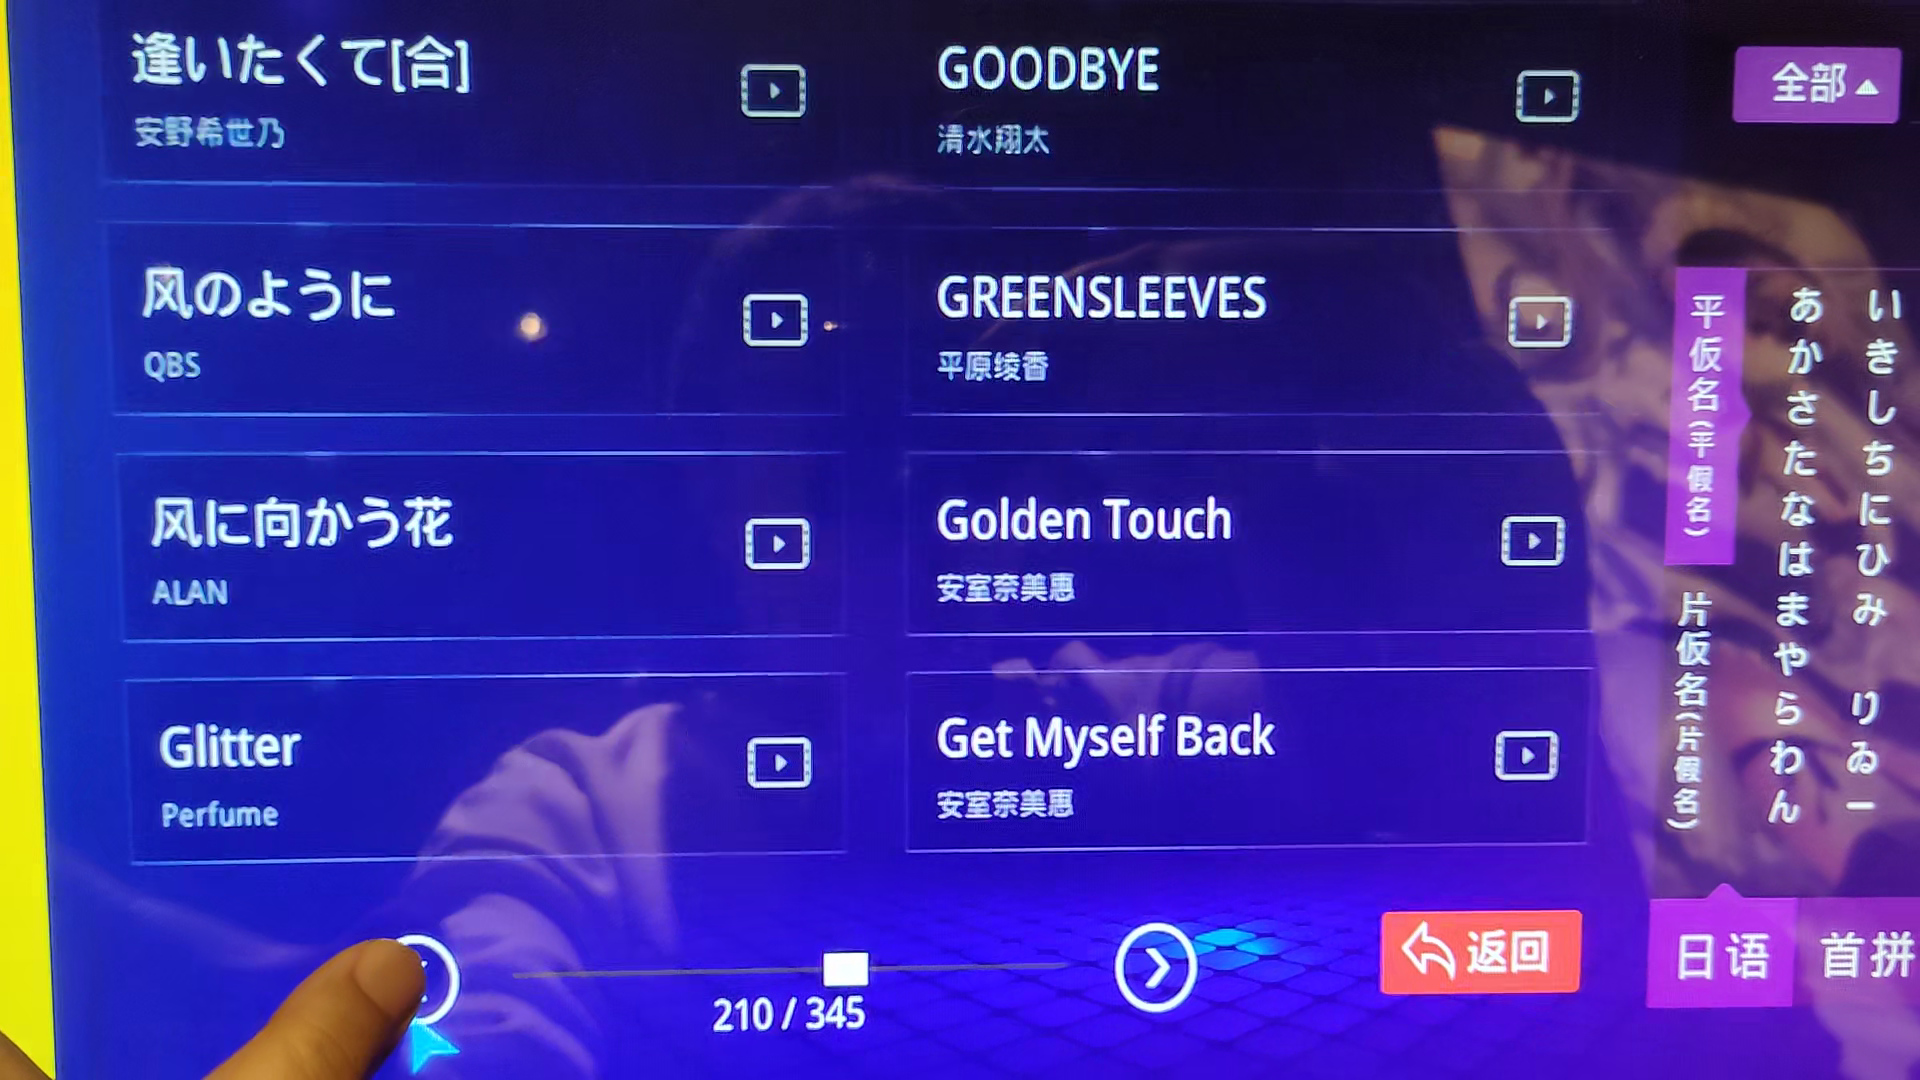 逢いたくて[合]
安野希世乃
GOODBYE
清水翔太
风のように
QBS
GREENSLEEVES
平原绫香
风に向かう花
ALAN
Golden Touch
安室奈美惠
Glitter
Perfume
Get Myself Back
安室奈美惠
210 / 345
返回
全部
平仮名(平假名)
片仮名(片假名)
あかさたなはまやらわん
いきしちにひみ りゐー
日语
首拼